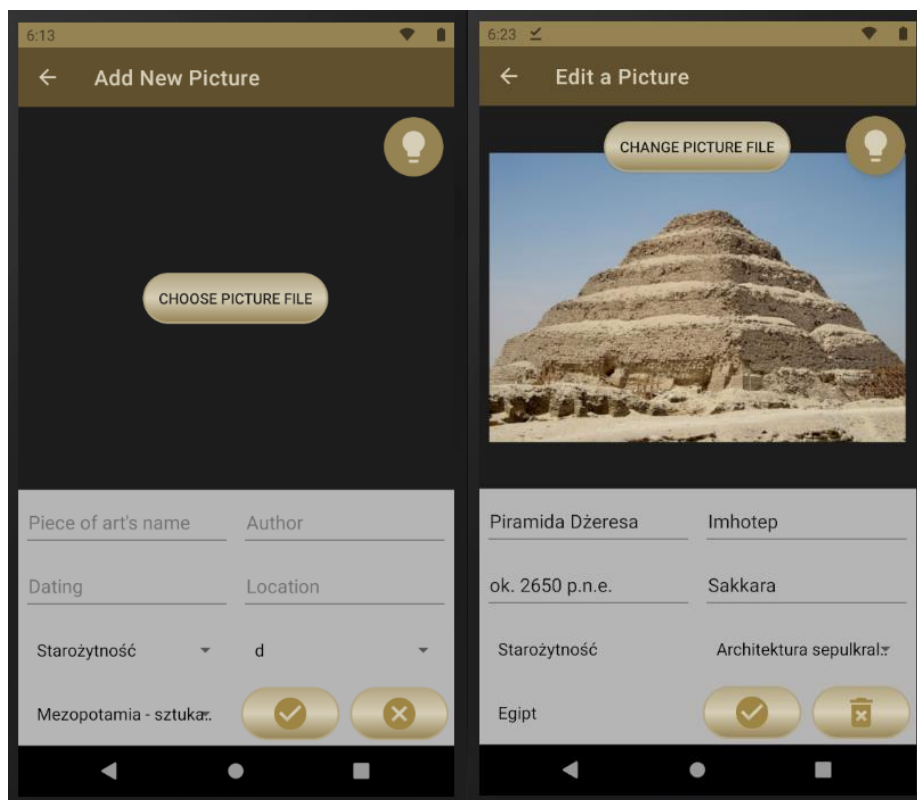 6:13
Add New Picture
CHOOSE PICTURE FILE
Piece of art's name
Author
Dating
Location
Starożytność
d
Mezopotamia - sztuka..
6:23
Edit a Picture
CHANGE PICTURE FILE
Piramida Dżeresa
Imhotep
ok. 2650 p.n.e.
Sakkara
Starożytność
Architektura sepulkral..
Egipt